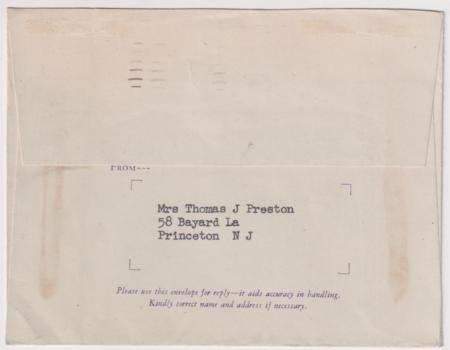 FROM---
Mrs Thomas J Preston
58 Bayard La
Princeton N J
Please use this envelope for reply—it aids accuracy in handling.
Kindly correct name and address if necessary.